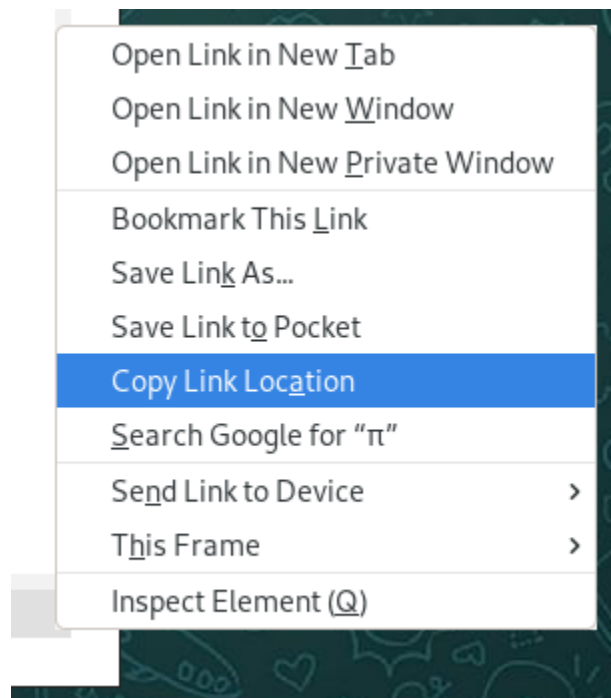 Open Link in New Tab
Open Link in New Window
Open Link in New Private Window
Bookmark This Link
Save Link As...
Save Link to Pocket
Copy Link Location
Search Google for “π”
Send Link to Device
This Frame
Inspect Element (Q)